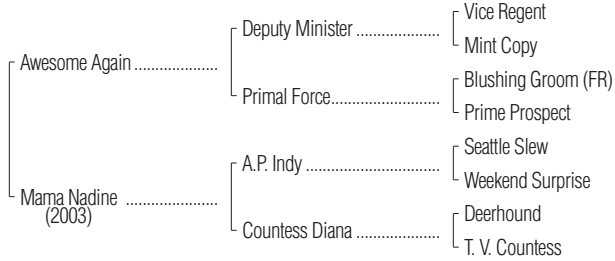 Vice Regent
Deputy Minister ....................
Mint Copy
Awesome Again ....................
Blushing Groom (FR)
Primal Force..........................
Prime Prospect
Seattle Slew
A.P. Indy ................................
Weekend Surprise
Mama Nadine ......................
(2003)
Deerhound
Countess Diana ....................
T. V. Countess